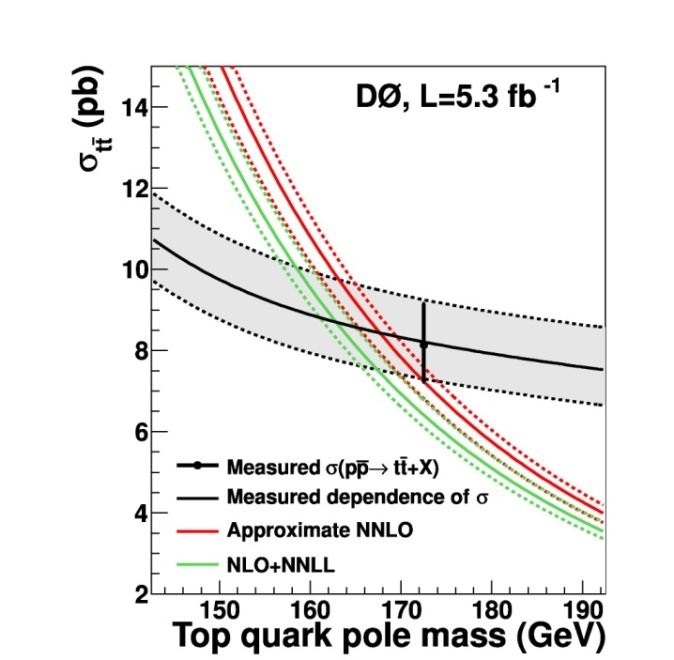 σtt̄ (pb)
DØ, L=5.3 fb⁻¹
14
12
10
8
6
4
2
Measured σ(pp̄→ tt̄+X)
Measured dependence of σ
Approximate NNLO
NLO+NNLL
150 160 170 180 190
Top quark pole mass (GeV)